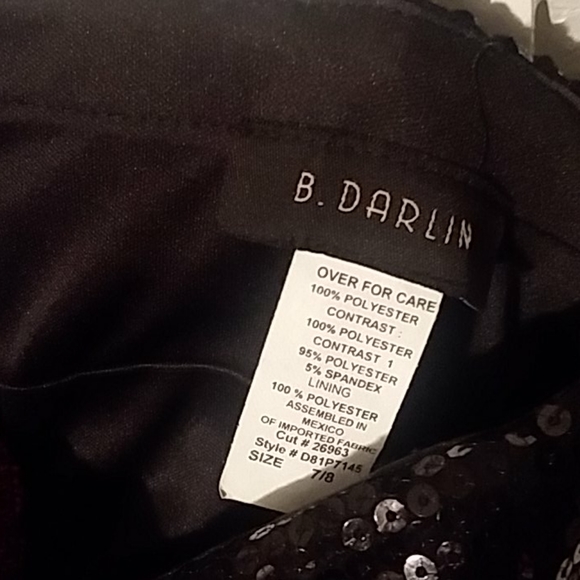 B. DARLIN
OVER FOR CARE
100% POLYESTER
CONTRAST :
100% POLYESTER
CONTRAST 1
95% POLYESTER
5% SPANDEX
LINING
100 % POLYESTER
ASSEMBLED IN
MEXICO
OF IMPORTED FABRIC
Cut # 26963
Style # D81P7145
SIZE 7/8